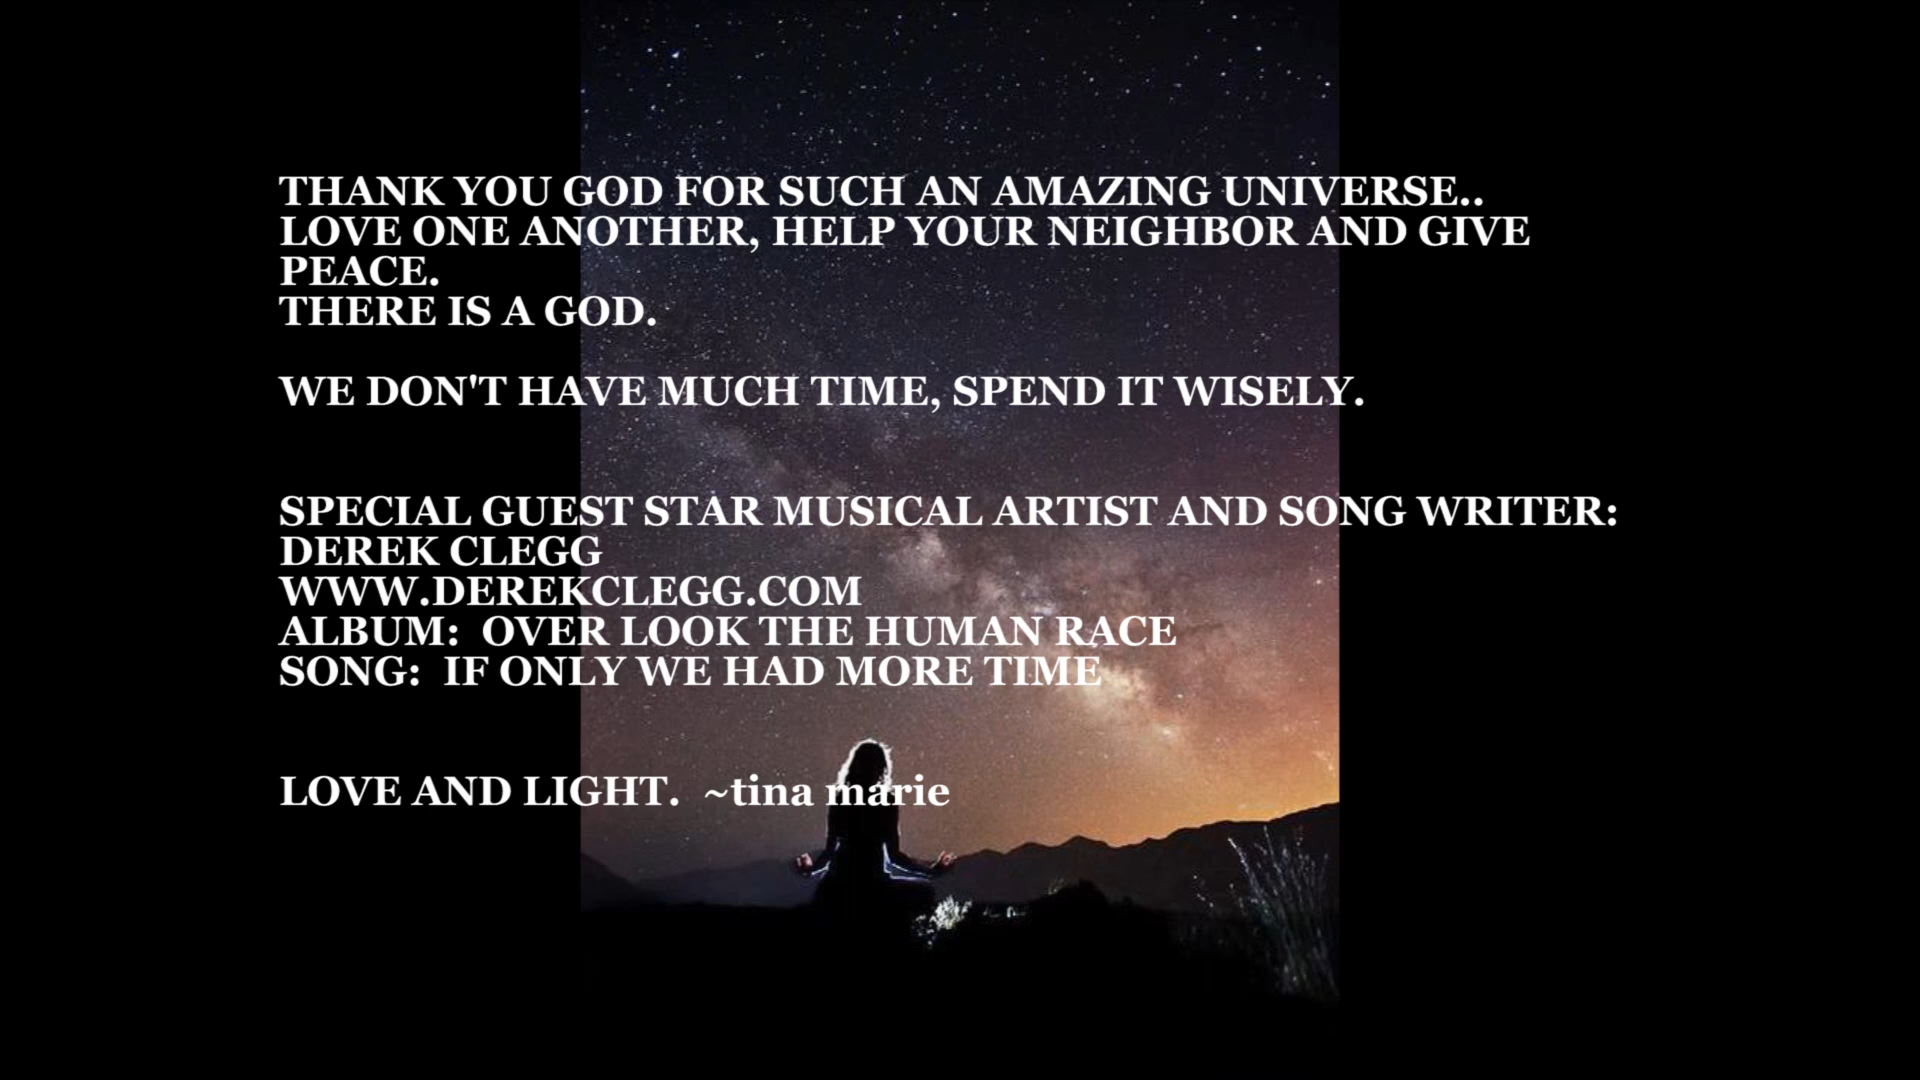 THANK YOU GOD FOR SUCH AN AMAZING UNIVERSE..
LOVE ONE ANOTHER, HELP YOUR NEIGHBOR AND GIVE
PEACE.
THERE IS A GOD.
WE DON'T HAVE MUCH TIME, SPEND IT WISELY.
SPECIAL GUEST STAR MUSICAL ARTIST AND SONG WRITER:
DEREK CLEGG
WWW.DEREKCLEGG.COM
ALBUM:  OVER LOOK THE HUMAN RACE
SONG:  IF ONLY WE HAD MORE TIME
LOVE AND LIGHT.  ~tina marie